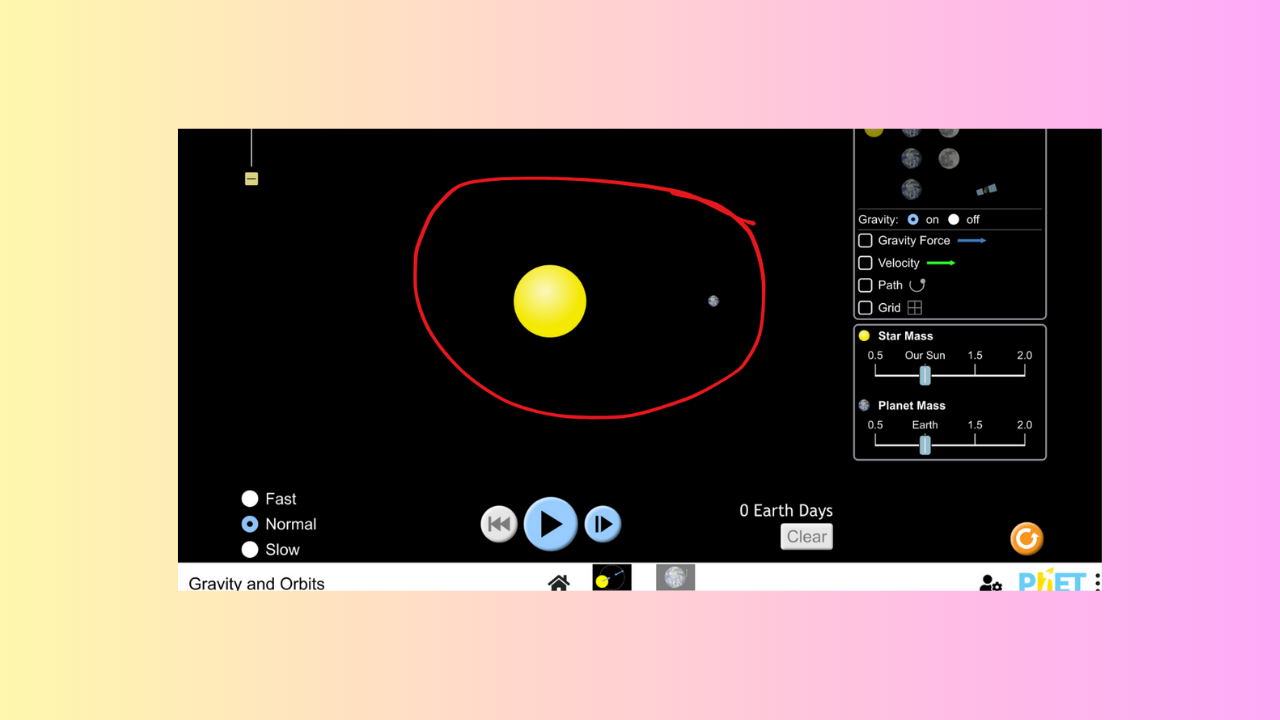 Gravity: on off
Gravity Force
Velocity
Path
Grid
Star Mass
0.5 Our Sun 1.5 2.0
Planet Mass
0.5 Earth 1.5 2.0
Fast
Normal
Slow
0 Earth Days
Clear
Gravity and Orbits
PhET